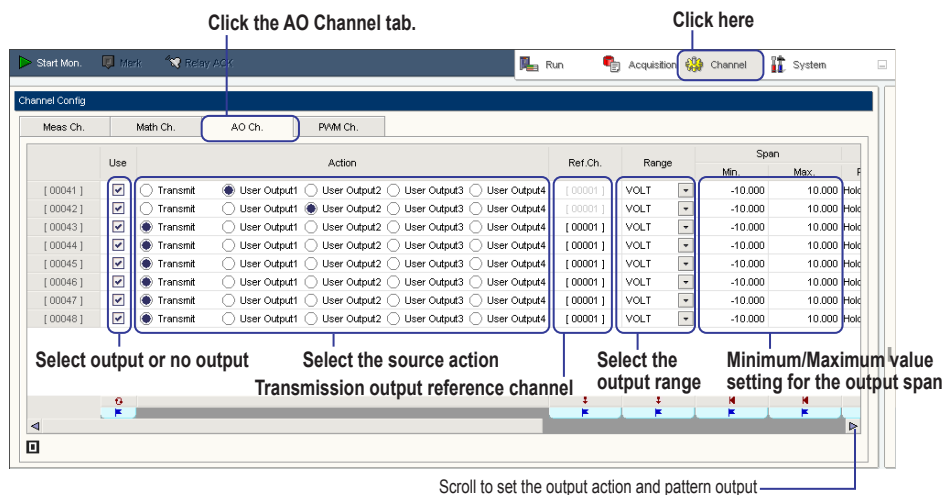 Click the AO Channel tab.
Click here
Start Mon.
Mark
Relay ACK
Run
Acquisition
Channel
System
Channel Config
Meas Ch.
Math Ch.
AO Ch.
PWM Ch.
Use
Action
Ref.Ch.
Range
Span
Min.
Max.
[ 00041 ] Transmit User Output1 User Output2 User Output3 User Output4 [ 00001 ] VOLT -10.000 10.000 Hold
[ 00042 ] Transmit User Output1 User Output2 User Output3 User Output4 [ 00001 ] VOLT -10.000 10.000 Hold
[ 00043 ] Transmit User Output1 User Output2 User Output3 User Output4 [ 00001 ] VOLT -10.000 10.000 Hold
[ 00044 ] Transmit User Output1 User Output2 User Output3 User Output4 [ 00001 ] VOLT -10.000 10.000 Hold
[ 00045 ] Transmit User Output1 User Output2 User Output3 User Output4 [ 00001 ] VOLT -10.000 10.000 Hold
[ 00046 ] Transmit User Output1 User Output2 User Output3 User Output4 [ 00001 ] VOLT -10.000 10.000 Hold
[ 00047 ] Transmit User Output1 User Output2 User Output3 User Output4 [ 00001 ] VOLT -10.000 10.000 Hold
[ 00048 ] Transmit User Output1 User Output2 User Output3 User Output4 [ 00001 ] VOLT -10.000 10.000 Hold
Select output or no output
Select the source action
Transmission output reference channel
Select the
output range
Minimum/Maximum value
setting for the output span
Scroll to set the output action and pattern output